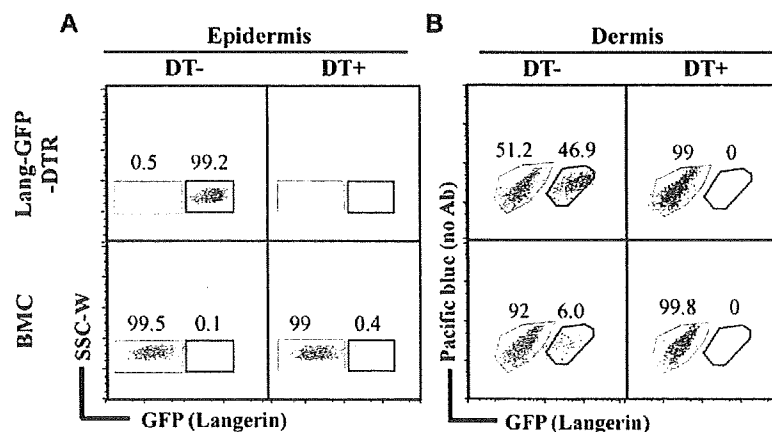 A
Epidermis
DT-
DT+
B
Dermis
DT-
DT+
Lang-GFP
-DTR
0.5
99.2
51.2
46.9
99
0
BMC
SSC-W
99.5
0.1
99
0.4
Pacific blue (no Ab)
92
6.0
99.8
0
GFP (Langerin)
GFP (Langerin)